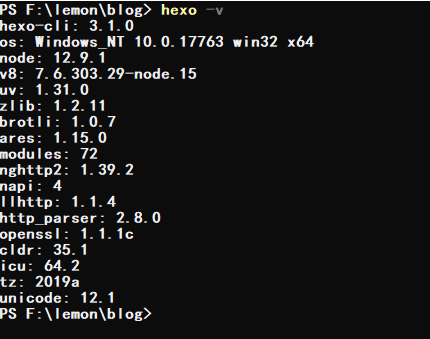 PS F:\lemon\blog> hexo -v
hexo-cli: 3.1.0
os: Windows_NT 10.0.17763 win32 x64
node: 12.9.1
v8: 7.6.303.29-node.15
uv: 1.31.0
zlib: 1.2.11
brotli: 1.0.7
ares: 1.15.0
modules: 72
nghttp2: 1.39.2
napi: 4
llhttp: 1.1.4
http_parser: 2.8.0
openssl: 1.1.1c
cldr: 35.1
icu: 64.2
tz: 2019a
unicode: 12.1
PS F:\lemon\blog>